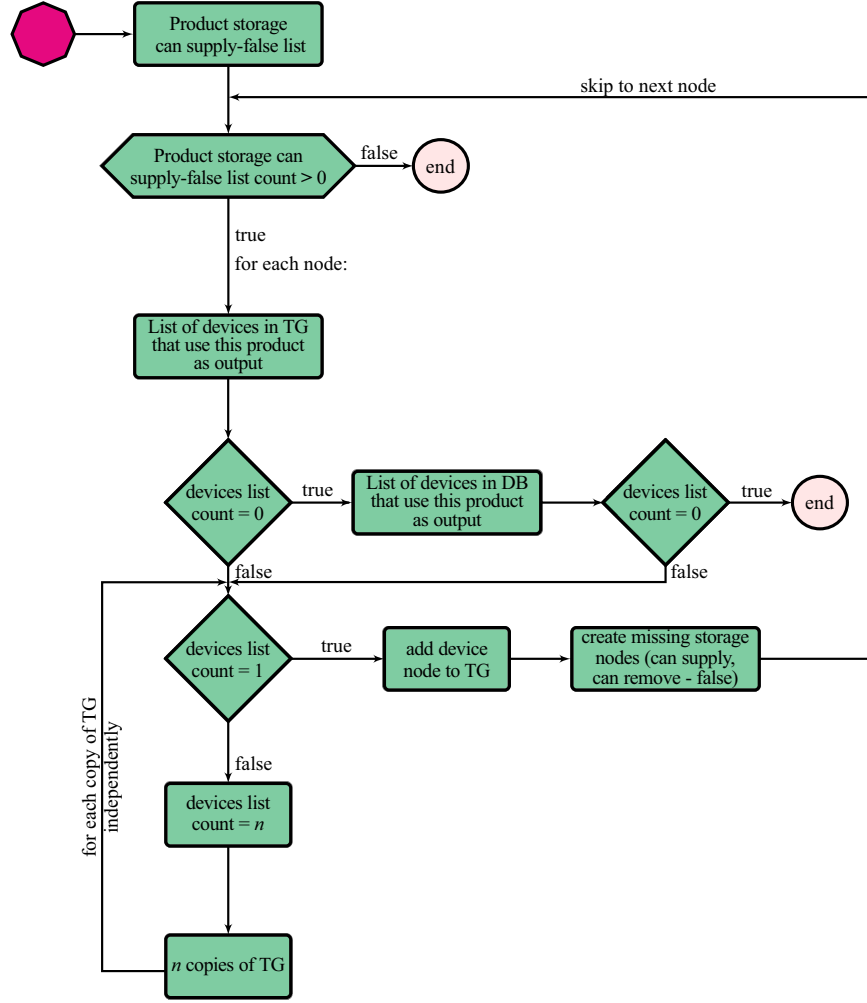 Product storage
can supply-false list
skip to next node
Product storage can
supply-false list count > 0
false
end
true
for each node:
List of devices in TG
that use this product
as output
devices list
count = 0
true
List of devices in DB
that use this product
as output
devices list
count = 0
true
end
false
false
devices list
count = 1
true
add device
node to TG
create missing storage
nodes (can supply,
can remove - false)
for each copy of TG
independently
false
devices list
count = n
n copies of TG